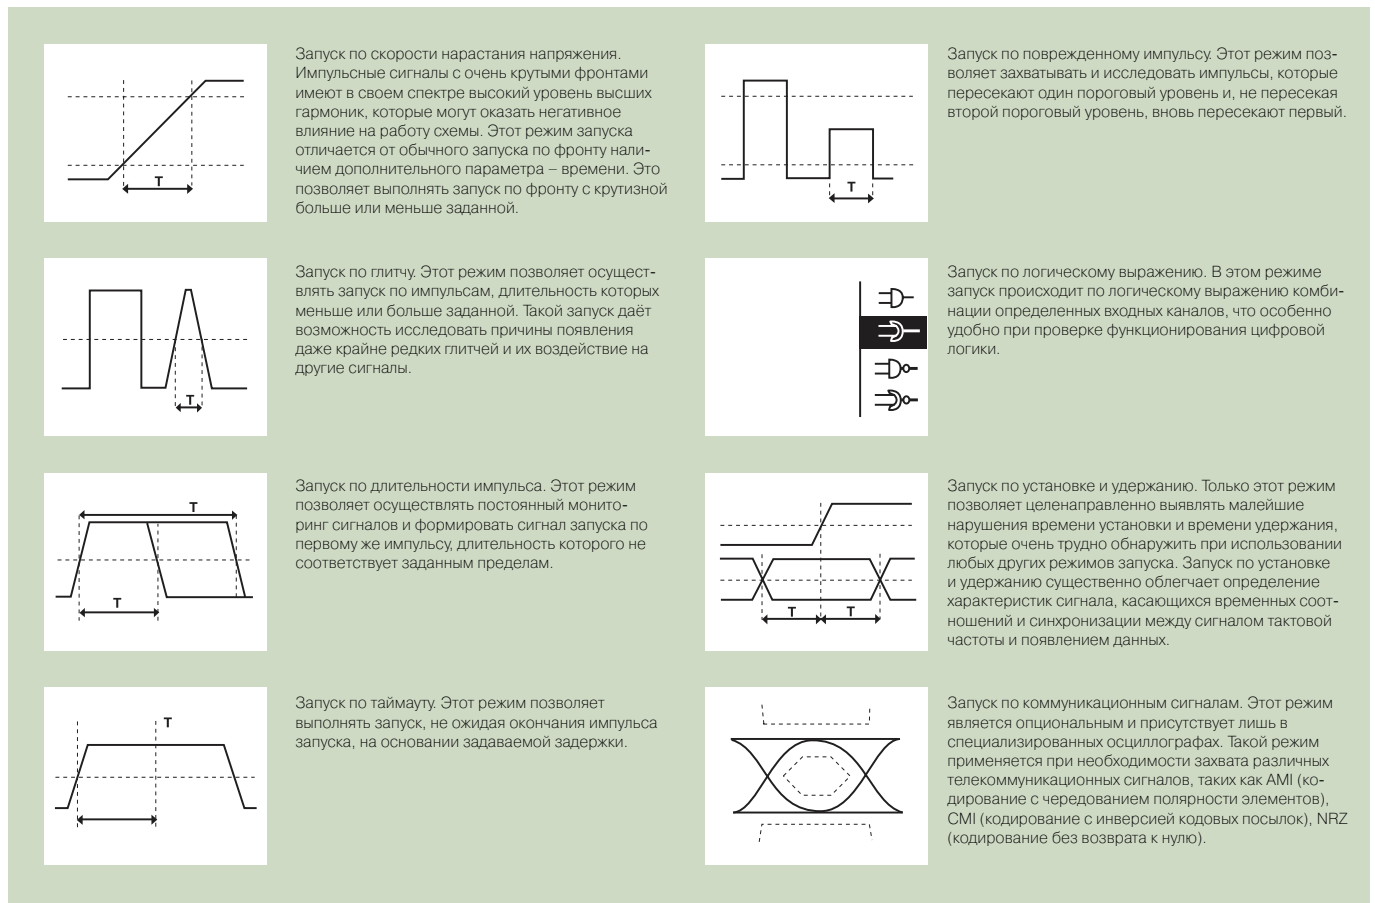 Запуск по скорости нарастания напряжения.
Импульсные сигналы с очень крутыми фронтами
имеют в своем спектре высокий уровень высших
гармоник, которые могут оказать негативное
влияние на работу схемы. Этот режим запуска
отличается от обычного запуска по фронту нали-
чием дополнительного параметра – времени. Это
позволяет выполнять запуск по фронту с крутизной
больше или меньше заданной.
T
Запуск по глитчу. Этот режим позволяет осущест-
влять запуск по импульсам, длительность которых
меньше или больше заданной. Такой запуск даёт
возможность исследовать причины появления
даже крайне редких глитчей и их воздействие на
другие сигналы.
T
Запуск по длительности импульса. Этот режим
позволяет осуществлять постоянный монито-
ринг сигналов и формировать сигнал запуска по
первому же импульсу, длительность которого не
соответствует заданным пределам.
T
T
Запуск по таймауту. Этот режим позволяет
выполнять запуск, не ожидая окончания импульса
запуска, на основании задаваемой задержки.
T
Запуск по поврежденному импульсу. Этот режим поз-
воляет захватывать и исследовать импульсы, которые
пересекают один пороговый уровень и, не пересекая
второй пороговый уровень, вновь пересекают первый.
T
Запуск по логическому выражению. В этом режиме
запуск происходит по логическому выражению комби-
нации определенных входных каналов, что особенно
удобно при проверке функционирования цифровой
логики.
Запуск по установке и удержанию. Только этот режим
позволяет целенаправленно выявлять малейшие
нарушения времени установки и времени удержания,
которые очень трудно обнаружить при использовании
любых других режимов запуска. Запуск по установке
и удержанию существенно облегчает определение
характеристик сигнала, касающихся временных соот-
ношений и синхронизации между сигналом тактовой
частоты и появлением данных.
T T
Запуск по коммуникационным сигналам. Этот режим
является опциональным и присутствует лишь в
специализированных осциллографах. Такой режим
применяется при необходимости захвата различных
телекоммуникационных сигналов, таких как AMI (ко-
дирование с чередованием полярности элементов),
CMI (кодирование с инверсией кодовых посылок), NRZ
(кодирование без возврата к нулю).